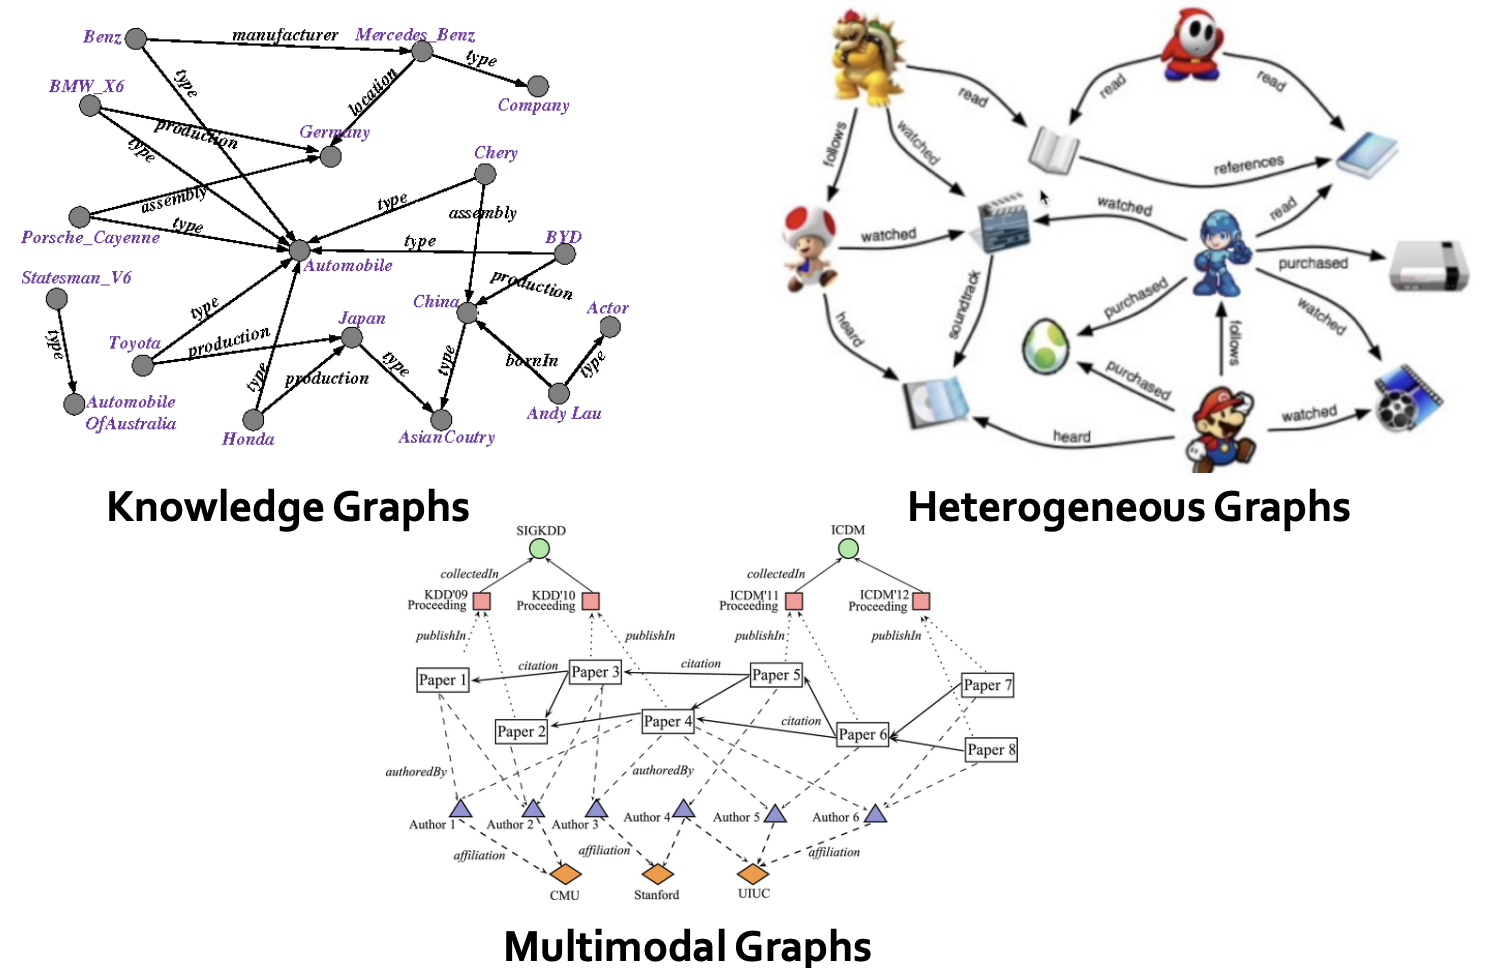 Benz
manufacturer
Mercedes_Benz
type
type
Company
BMW_X6
location
production
Germany
type
Chery
assembly
type
assembly
type
Porsche_Cayenne
type
BYD
Automobile
Statesman_V6
production
China
Actor
type
Japan
Toyota
production
type
type
type
bornIn
type
production
type
Automobile
OfAustralia
Andy Lau
Honda
AsianCoutry
Knowledge Graphs
read
read
read
follows
watched
references
watched
read
watched
purchased
soundtrack
purchased
watched
heard
follows
purchased
watched
heard
Heterogeneous Graphs
SIGKDD
ICDM
collectedIn
collectedIn
KDD'09
Proceeding
KDD'10
Proceeding
ICDM'11
Proceeding
ICDM'12
Proceeding
publishIn
publishIn
publishIn
publishIn
citation
citation
Paper 1
Paper 3
Paper 5
Paper 7
Paper 2
Paper 4
citation
Paper 6
Paper 8
authoredBy
authoredBy
Author 1
Author 2
Author 3
Author 4
Author 5
Author 6
affiliation
affiliation
affiliation
CMU
Stanford
UIUC
Multimodal Graphs